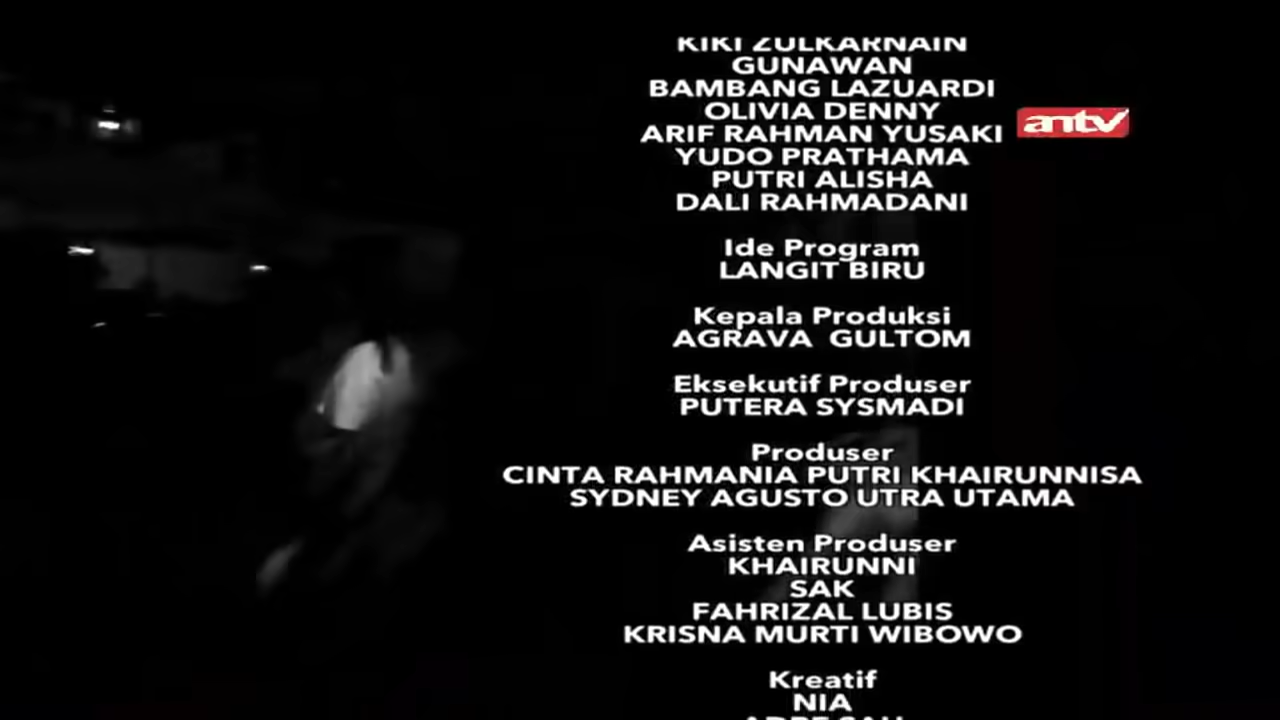 KIKI ZULKARNAIN
GUNAWAN
BAMBANG LAZUARDI
OLIVIA DENNY
antv
ARIF RAHMAN YUSAKI
YUDO PRATHAMA
PUTRI ALISHA
DALI RAHMADANI
Ide Program
LANGIT BIRU
Kepala Produksi
AGRAVA GULTOM
Eksekutif Produser
PUTERA SYSMADI
Produser
CINTA RAHMANIA PUTRI KHAIRUNNISA
SYDNEY AGUSTO UTRA UTAMA
Asisten Produser
KHAIRUNNI
SAK
FAHRIZAL LUBIS
KRISNA MURTI WIBOWO
Kreatif
NIA